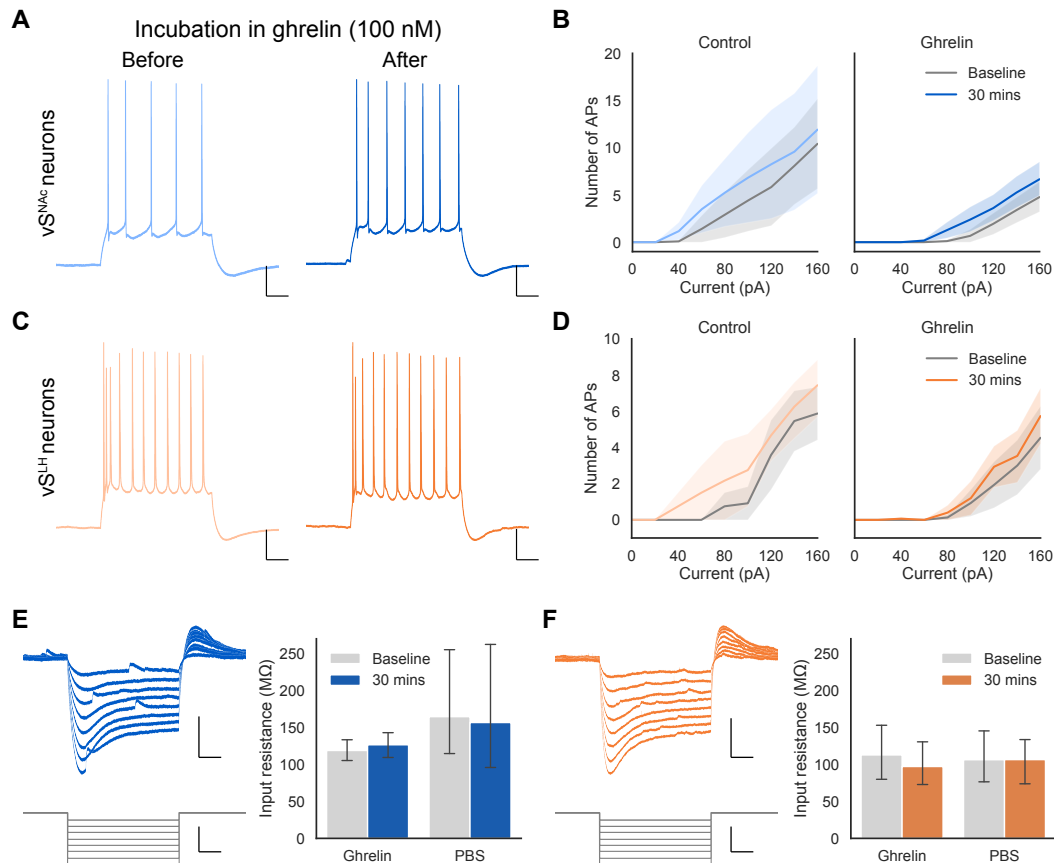 A
Incubation in ghrelin (100 nM)
Before
After
vS^NAc neurons
B
Control
Ghrelin
Baseline
30 mins
Number of APs
20
15
10
5
0
0 40 80 120 160
Current (pA)
0 40 80 120 160
Current (pA)
C
vS^LH neurons
D
Control
Ghrelin
Baseline
30 mins
Number of APs
10
8
6
4
2
0
0 40 80 120 160
Current (pA)
0 40 80 120 160
Current (pA)
E
Baseline
30 mins
Input resistance (MΩ)
250
200
150
100
50
0
Ghrelin PBS
F
Baseline
30 mins
Input resistance (MΩ)
250
200
150
100
50
0
Ghrelin PBS